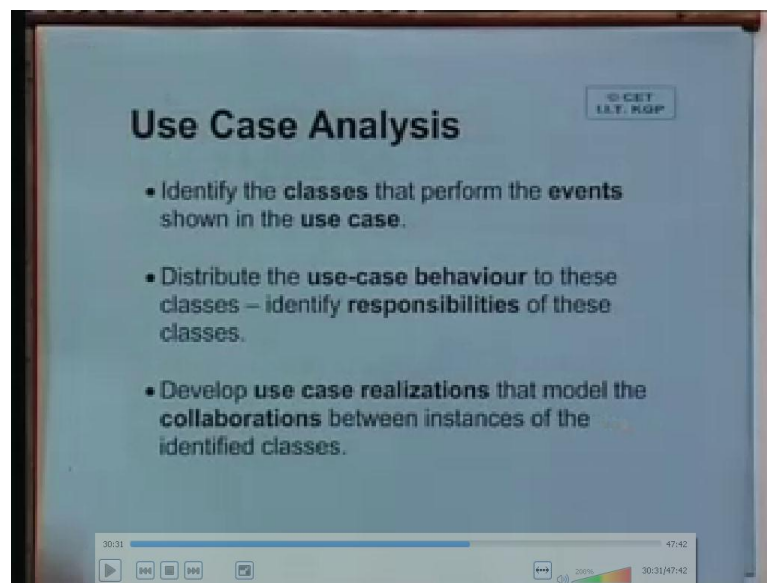 © CET
I.I.T. KGP
Use Case Analysis
• Identify the classes that perform the events
shown in the use case.
• Distribute the use-case behaviour to these
classes – identify responsibilities of these
classes.
• Develop use case realizations that model the
collaborations between instances of the
identified classes.
30:31
47:42
200%
30:31/47:42